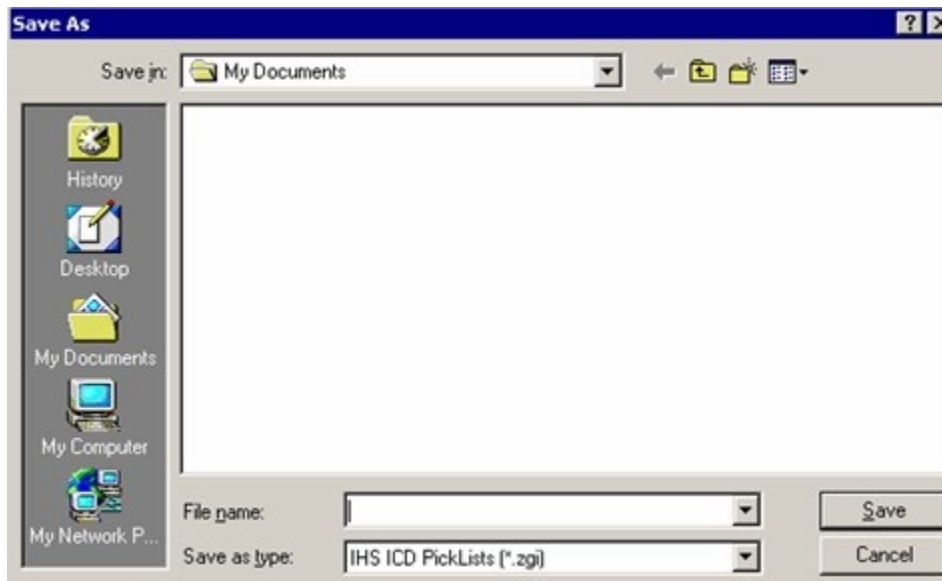 Save As
Save in: My Documents
History
Desktop
My Documents
My Computer
My Network P...
File name:
Save
Save as type: IHS ICD PickLists (*.zgi)
Cancel